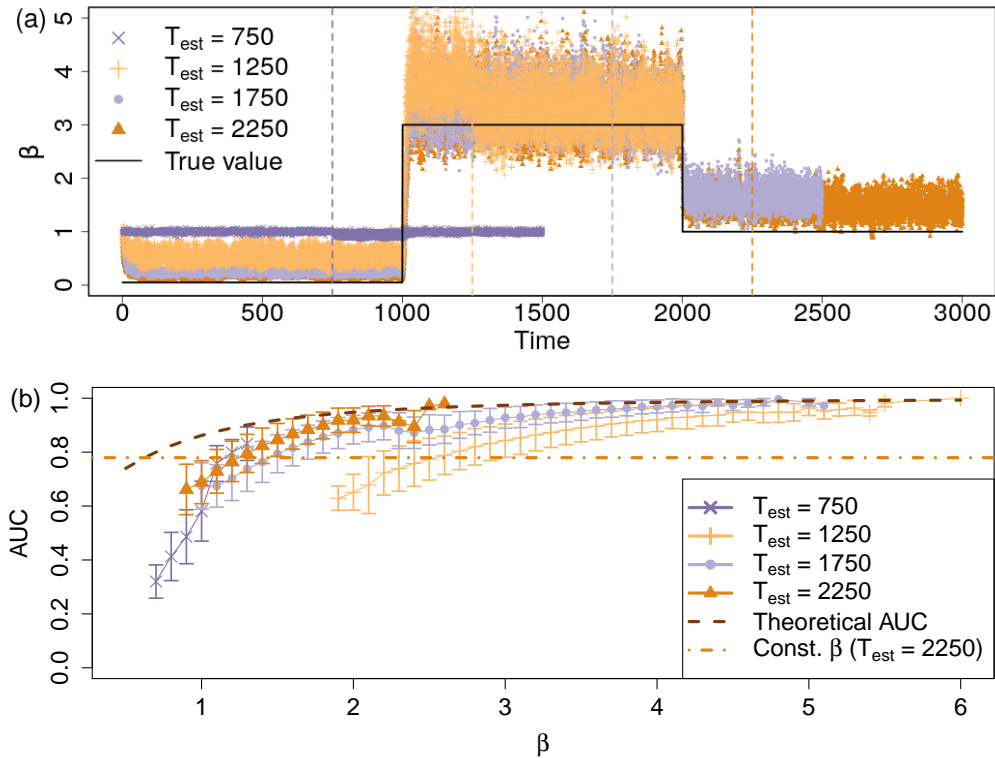 (a)
5
4
3
2
1
0
β
T_est = 750
T_est = 1250
T_est = 1750
T_est = 2250
True value
0 500 1000 1500 2000 2500 3000
Time
(b)
1.0
0.8
0.6
0.4
0.2
0.0
AUC
T_est = 750
T_est = 1250
T_est = 1750
T_est = 2250
Theoretical AUC
Const. β (T_est = 2250)
1 2 3 4 5 6
β